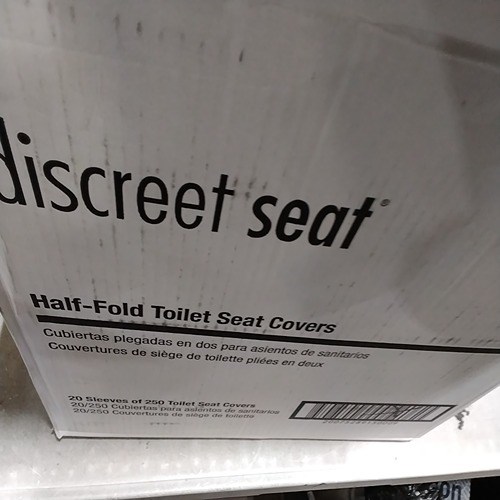 discreet seat®
Half-Fold Toilet Seat Covers
Cubiertas plegadas en dos para asientos de sanitarios
Couvertures de siège de toilette pliées en deux
20 Sleeves of 250 Toilet Seat Covers
20/250 Cubiertas para asientos de sanitarios
20/250 Couvertures de siège de toilette